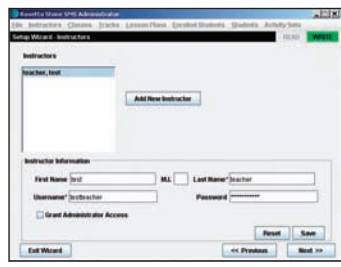 Rosetta Stone SMS Administrator
File Instructors Classes Tracks Lesson Plans Enrolled Students Students Activity Sets
Setup Wizard - Instructors READ WRITE
Instructors
teacher, test
Add New Instructor
Instructor Information
First Name test M.I. Last Name* teacher
Username* testteacher Password ***********
Grant Administrator Access
Reset Save
Exit Wizard << Previous Next >>